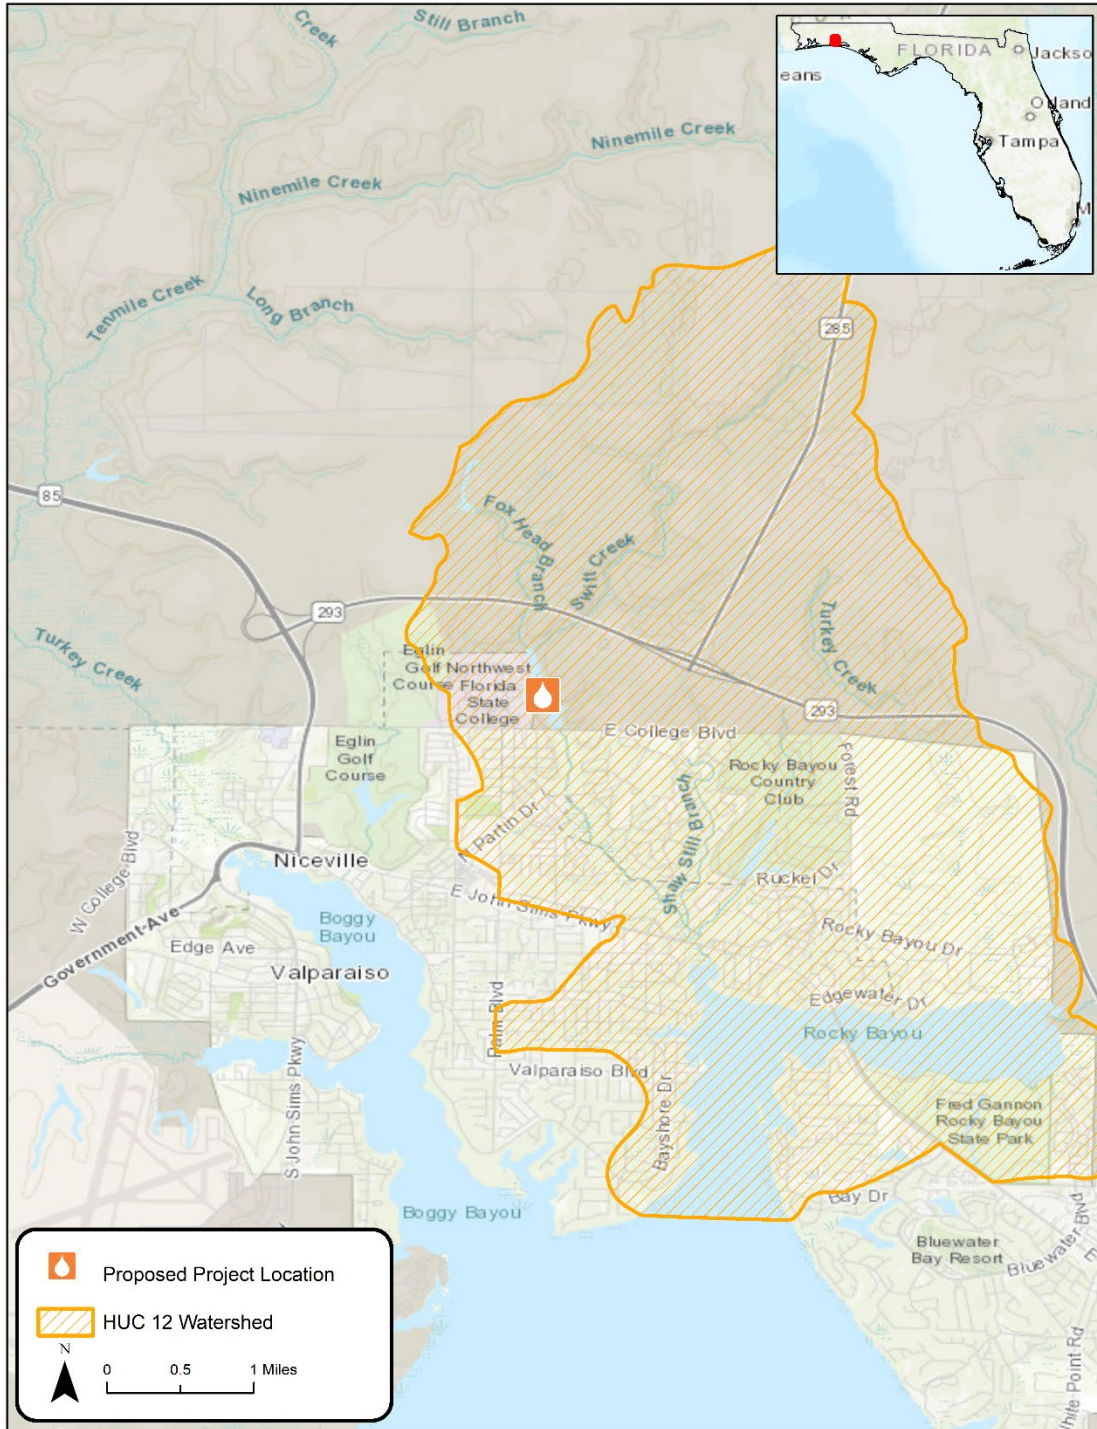 Creek
Still Branch
FLORIDA
Jackso
eans
Orland
Tampa
M
Ninemile Creek
Ninemile Creek
Tenmile Creek
Long Branch
285
85
Fox Head
Branch
Swift Creek
293
Turkey Creek
Turkey Creek
Eglin
Golf
Course
Northwest
Florida
State
College
293
E College Blvd
Eglin
Golf
Course
Rocky Bayou
Country
Club
Forest Rd
N Partin Dr
Shaw Still Branch
Ruckel Dr
W College Blvd
Niceville
E John Sims Pkwy
Boggy
Bayou
Government Ave
Edge Ave
Valparaiso
Rocky Bayou Dr
Edgewater Dr
Rocky Bayou
Palm Blvd
Valparaiso Blvd
S John Sims Pkwy
Bayshore Dr
Fred Gannon
Rocky Bayou
State Park
Bay Dr
Boggy Bayou
Bluewater
Bay Resort
Bluewater Blvd
E
White Point Rd
Proposed Project Location
HUC 12 Watershed
N
0 0.5 1 Miles